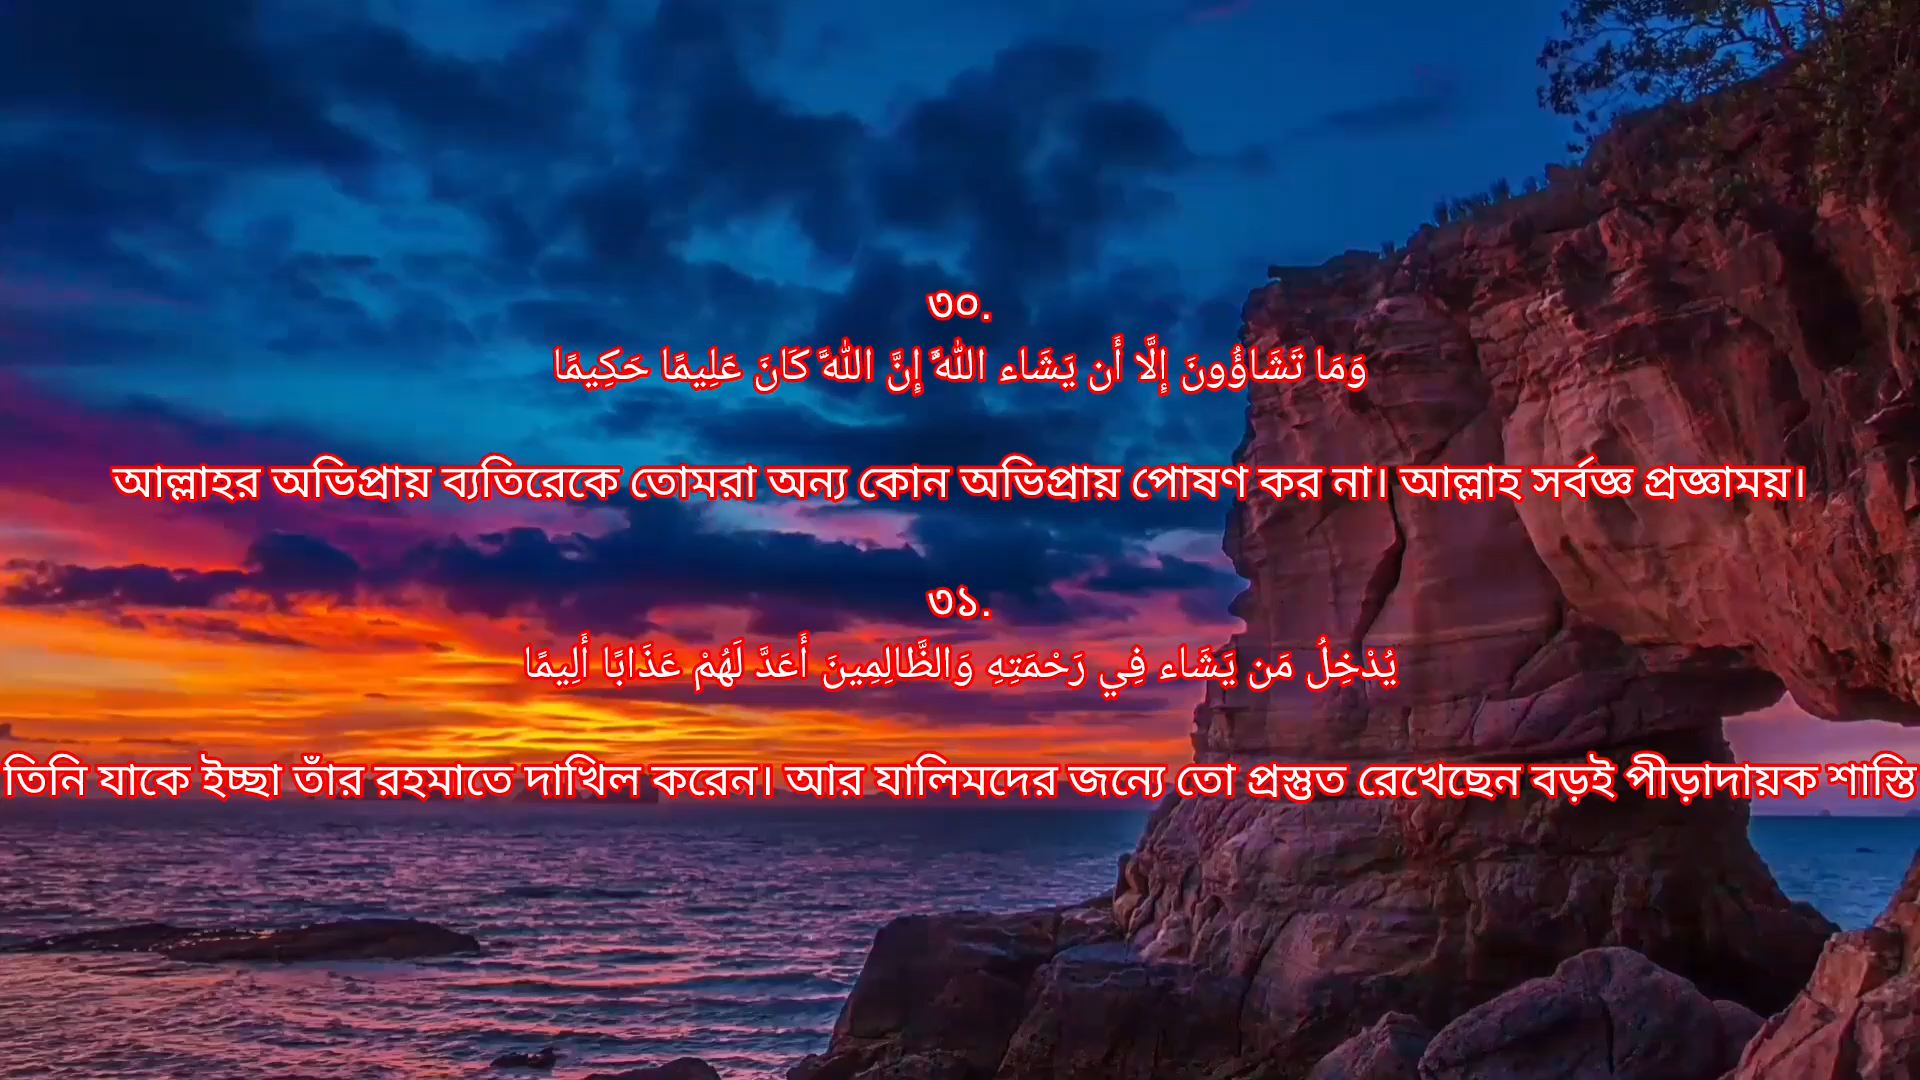 ৩০.
وَمَا تَشَاؤُونَ إِلَّا أَن يَشَاء اللَّهُ إِنَّ اللَّهَ كَانَ عَلِيمًا حَكِيمًا
আল্লাহর অভিপ্রায় ব্যতিরেকে তোমরা অন্য কোন অভিপ্রায় পোষণ কর না। আল্লাহ সর্বজ্ঞ প্রজ্ঞাময়।
৩১.
يُدْخِلُ مَن يَشَاء فِي رَحْمَتِهِ وَالظَّالِمِينَ أَعَدَّ لَهُمْ عَذَابًا أَلِيمًا
তিনি যাকে ইচ্ছা তাঁর রহমাতে দাখিল করেন। আর যালিমদের জন্যে তো প্রস্তুত রেখেছেন বড়ই পীড়াদায়ক শাস্তি